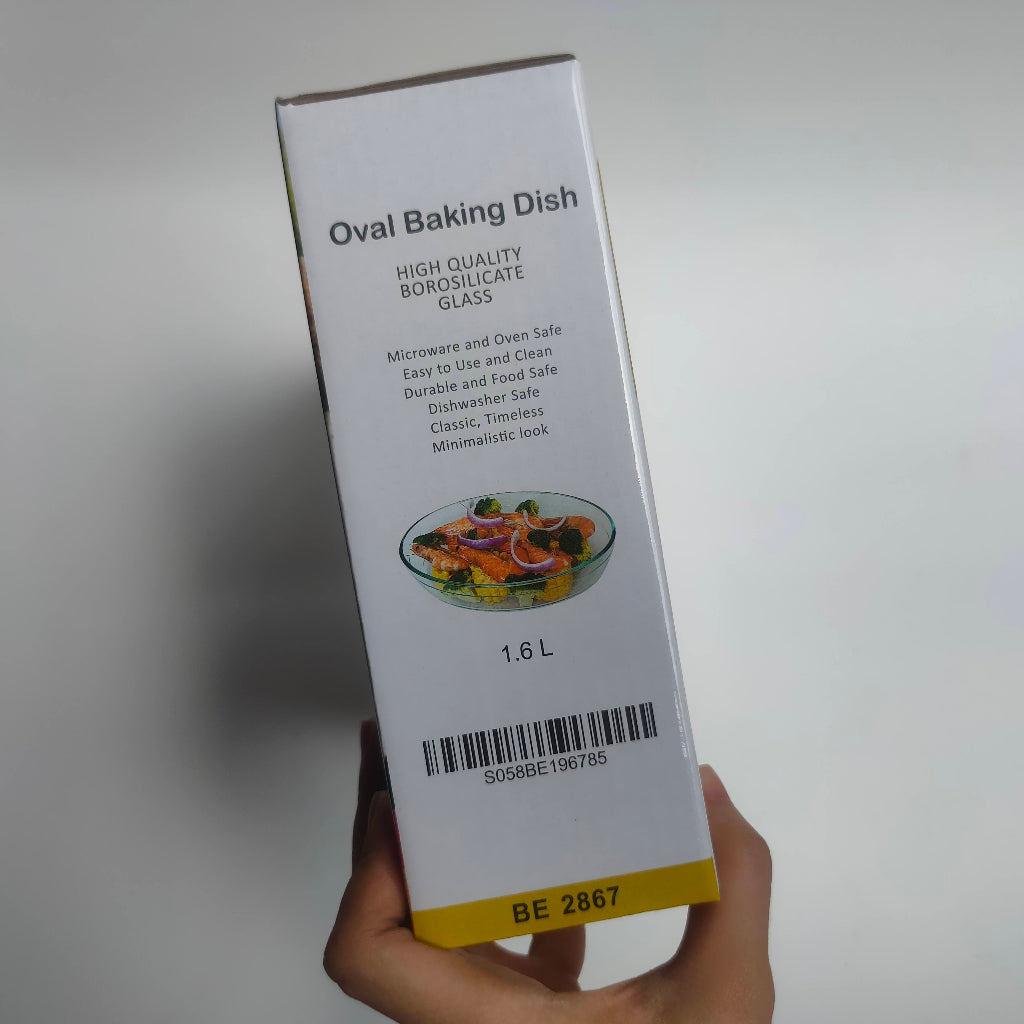 Oval Baking Dish
HIGH QUALITY
BOROSILICATE
GLASS
Microware and Oven Safe
Easy to Use and Clean
Durable and Food Safe
Dishwasher Safe
Classic, Timeless
Minimalistic look
1.6 L
S058BE196785
BE 2867